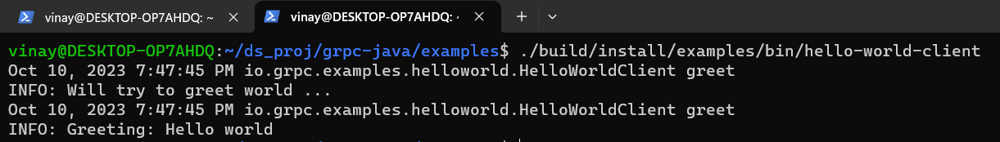 vinay@DESKTOP-OP7AHDQ: ~
vinay@DESKTOP-OP7AHDQ: ~
vinay@DESKTOP-OP7AHDQ:~/ds_proj/grpc-java/examples$ ./build/install/examples/bin/hello-world-client
Oct 10, 2023 7:47:45 PM io.grpc.examples.helloworld.HelloWorldClient greet
INFO: Will try to greet world ...
Oct 10, 2023 7:47:45 PM io.grpc.examples.helloworld.HelloWorldClient greet
INFO: Greeting: Hello world